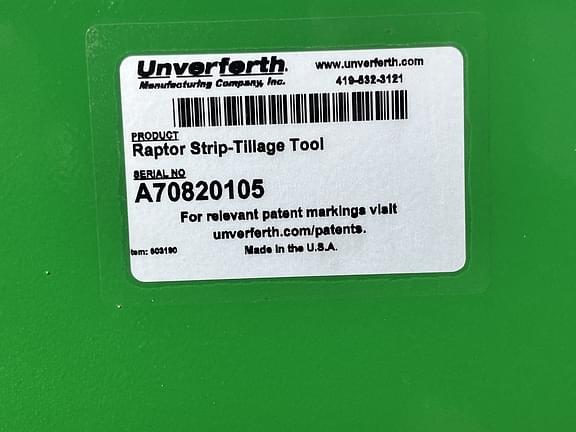 Unverferth
Manufacturing Company, Inc.
www.unverferth.com
419-532-3121
PRODUCT
Raptor Strip-Tillage Tool
SERIAL NO
A70820105
For relevant patent markings visit
unverferth.com/patents.
Item: 603190
Made in the U.S.A.